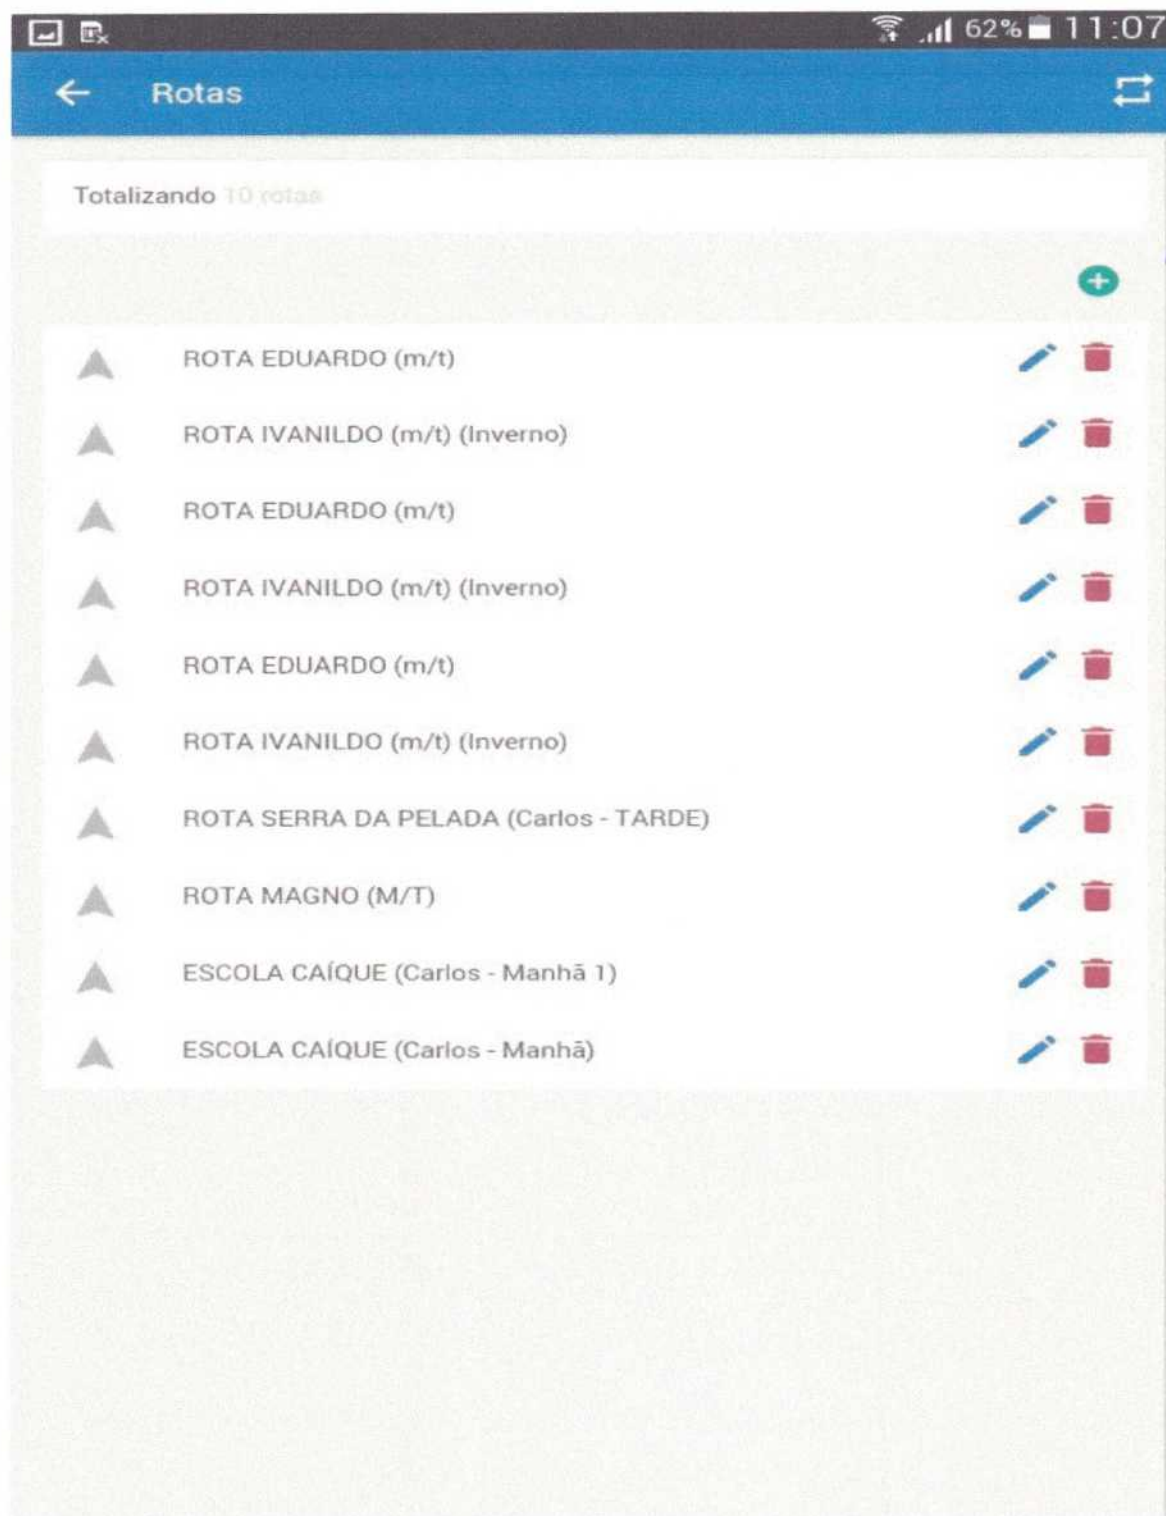 62% 11:07
Rotas
Totalizando 10 rotas
ROTA EDUARDO (m/t)
ROTA IVANILDO (m/t) (Inverno)
ROTA EDUARDO (m/t)
ROTA IVANILDO (m/t) (Inverno)
ROTA EDUARDO (m/t)
ROTA IVANILDO (m/t) (Inverno)
ROTA SERRA DA PELADA (Carlos - TARDE)
ROTA MAGNO (M/T)
ESCOLA CAÍQUE (Carlos - Manhã 1)
ESCOLA CAÍQUE (Carlos - Manhã)